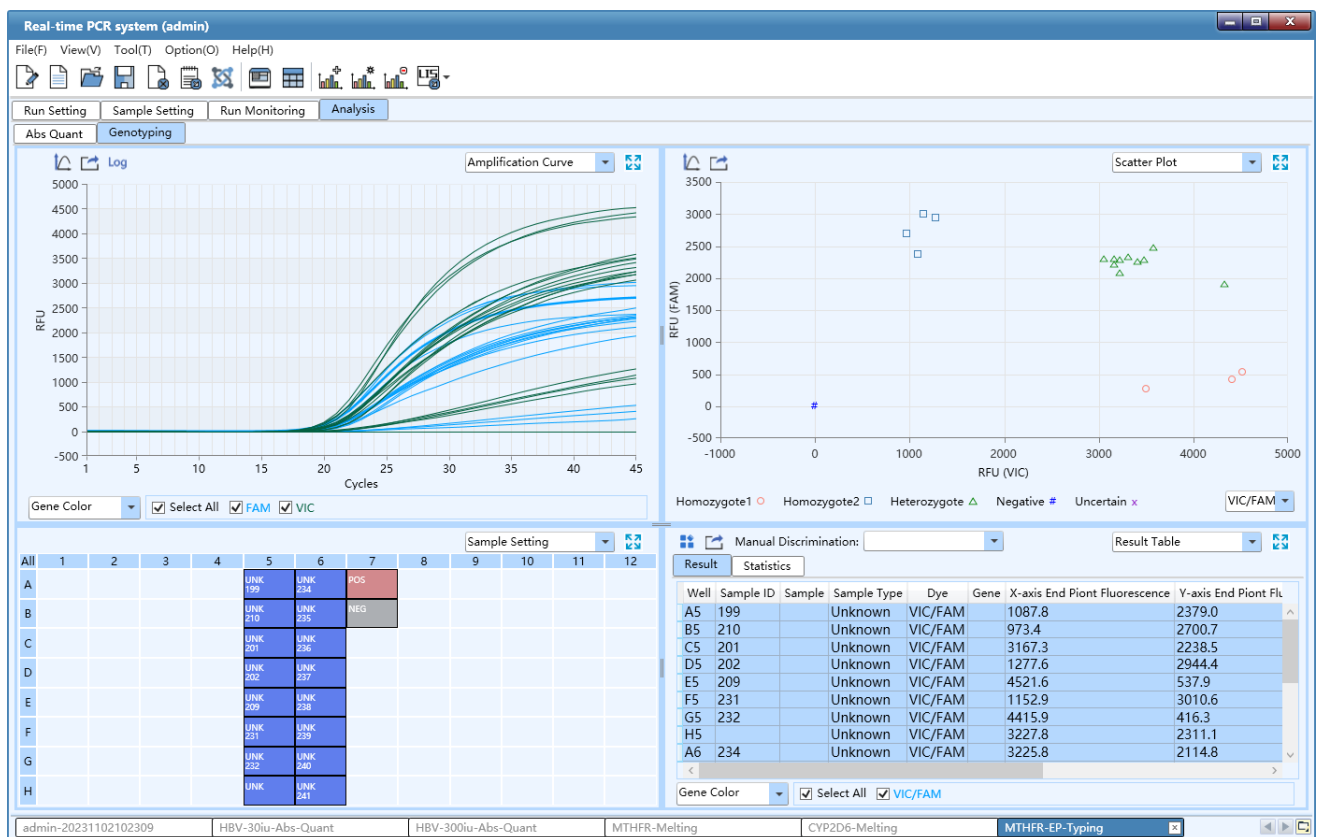 Real-time PCR system (admin)
File(F) View(V) Tool(T) Option(O) Help(H)
LIS
Run Setting Sample Setting Run Monitoring Analysis
Abs Quant Genotyping
Log Amplification Curve
5000
4500
4000
3500
3000
2500
2000
1500
1000
500
0
-500
RFU
1 5 10 15 20 25 30 35 40 45
Cycles
Gene Color Select All FAM VIC
Scatter Plot
3500
3000
2500
2000
1500
1000
500
0
-500
RFU (FAM)
#
-1000 0 1000 2000 3000 4000 5000
RFU (VIC)
Homozygote1 Homozygote2 Heterozygote Negative # Uncertain x VIC/FAM
Sample Setting
All 1 2 3 4 5 6 7 8 9 10 11 12
A UNK 199 UNK 234 POS
B UNK 210 UNK 235 NEG
C UNK 201 UNK 236
D UNK 202 UNK 237
E UNK 209 UNK 238
F UNK 231 UNK 239
G UNK 232 UNK 240
H UNK UNK 241
Manual Discrimination: Result Table
Result Statistics
Well Sample ID Sample Sample Type Dye Gene X-axis End Piont Fluorescence Y-axis End Piont Flu
A5 199 Unknown VIC/FAM 1087.8 2379.0
B5 210 Unknown VIC/FAM 973.4 2700.7
C5 201 Unknown VIC/FAM 3167.3 2238.5
D5 202 Unknown VIC/FAM 1277.6 2944.4
E5 209 Unknown VIC/FAM 4521.6 537.9
F5 231 Unknown VIC/FAM 1152.9 3010.6
G5 232 Unknown VIC/FAM 4415.9 416.3
H5 Unknown VIC/FAM 3227.8 2311.1
A6 234 Unknown VIC/FAM 3225.8 2114.8
Gene Color Select All VIC/FAM
admin-20231102102309 HBV-30iu-Abs-Quant HBV-300iu-Abs-Quant MTHFR-Melting CYP2D6-Melting MTHFR-EP-Typing